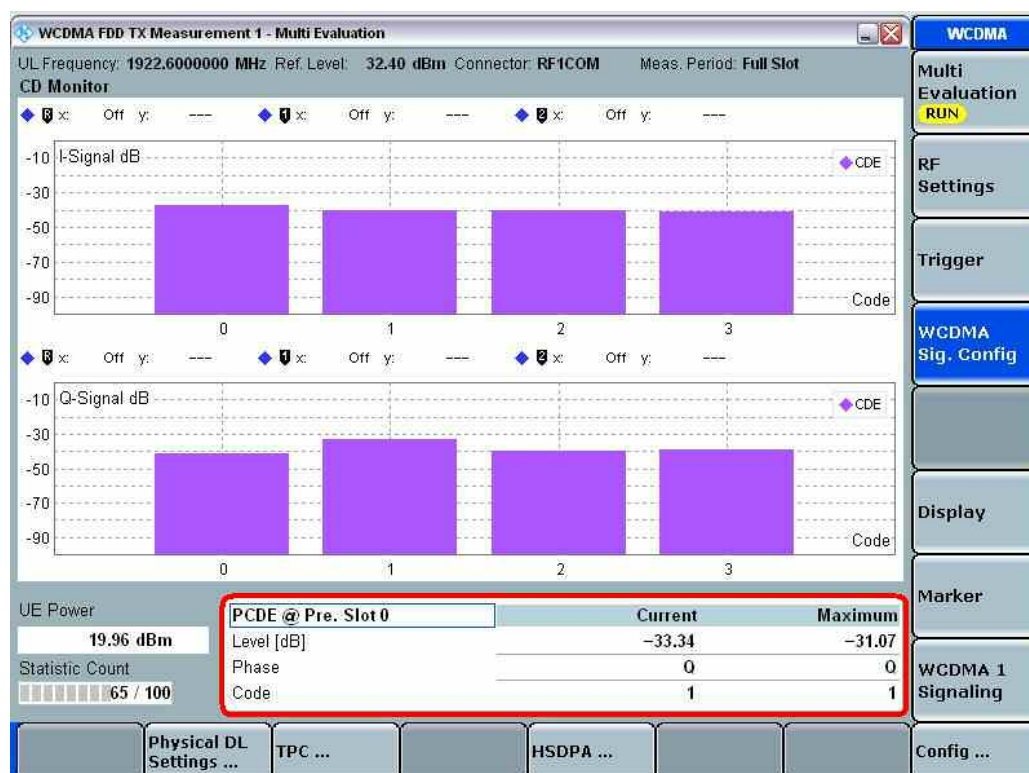 WCDMA FDD TX Measurement 1 - Multi Evaluation
WCDMA
UL Frequency: 1922.6000000 MHz Ref. Level: 32.40 dBm Connector: RF1COM Meas. Period: Full Slot
CD Monitor
Multi Evaluation
RUN
R x: Off y: --- 1 x: Off y: --- 2 x: Off y: ---
I-Signal dB
CDE
-10
-30
-50
-70
-90
Code
0 1 2 3
RF Settings
Trigger
WCDMA Sig. Config
R x: Off y: --- 1 x: Off y: --- 2 x: Off y: ---
Q-Signal dB
CDE
-10
-30
-50
-70
-90
Code
0 1 2 3
Display
Marker
UE Power
19.96 dBm
Statistic Count
65 / 100
PCDE @ Pre. Slot 0 Current Maximum
Level [dB] -33.34 -31.07
Phase Q Q
Code 1 1
WCDMA 1 Signaling
Physical DL Settings ...
TPC ...
HSDPA ...
Config ...